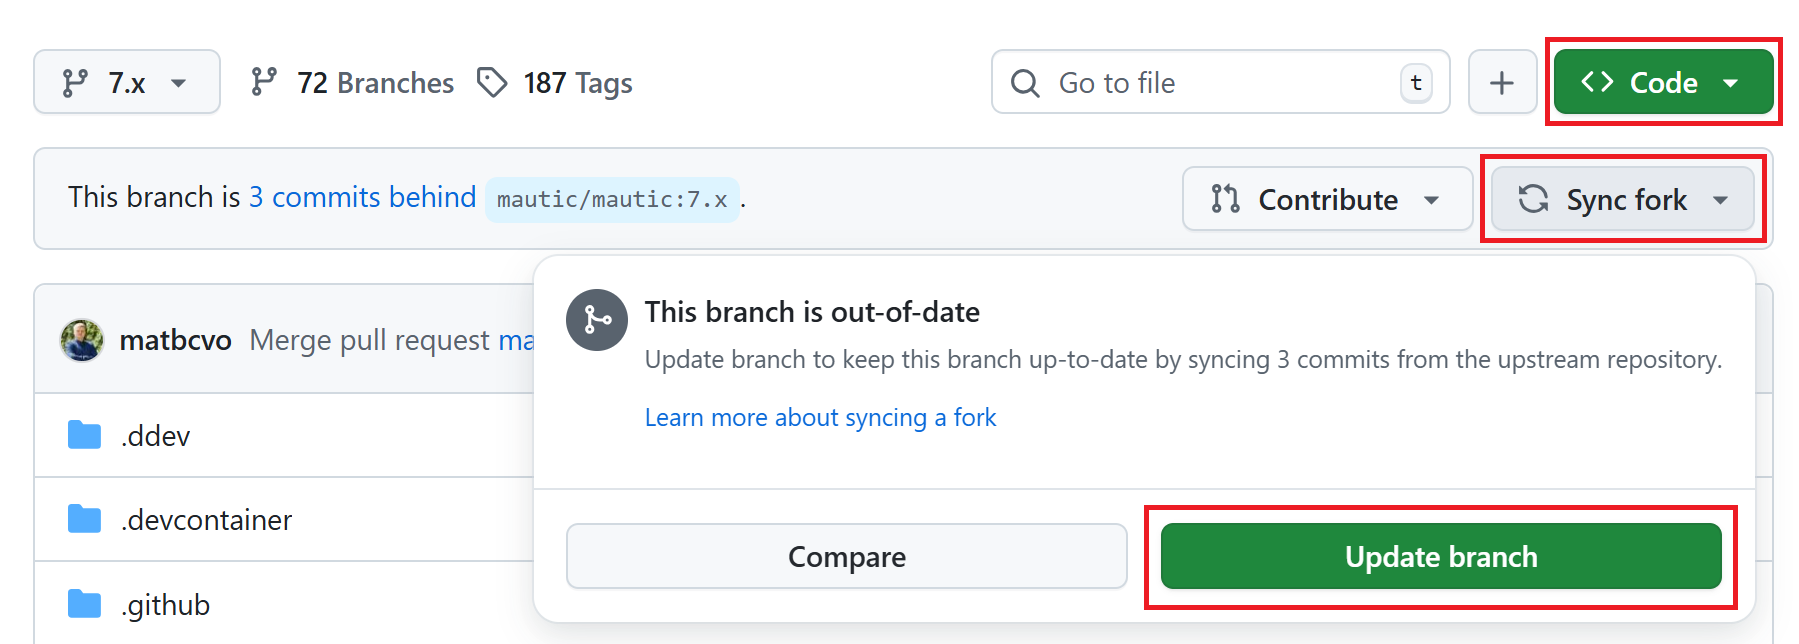 7.x 72 Branches 187 Tags Go to file t Code
This branch is 3 commits behind mautic/mautic:7.x. Contribute Sync fork
matbcvo Merge pull request ma
This branch is out-of-date
Update branch to keep this branch up-to-date by syncing 3 commits from the upstream repository.
Learn more about syncing a fork
.ddev
.devcontainer
.github
Compare Update branch